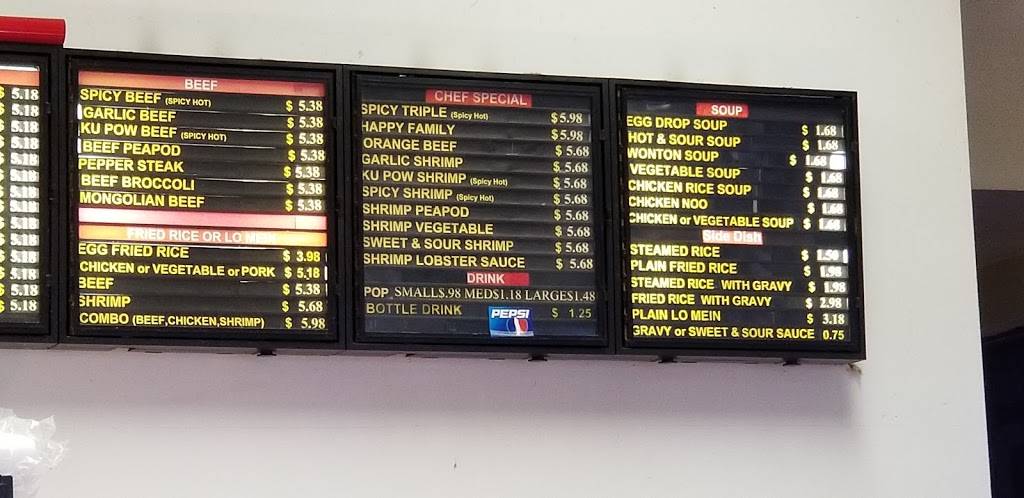 $ 5.18
5.18
5.18
5.18
5.18
$ 5.18
$ 5.18
$ 5.18
$ 5.18
$ 5.18
$ 5.18
$ 5.18
$ 5.18
$ 5.18
BEEF
SPICY BEEF (SPICY HOT) $ 5.38
GARLIC BEEF $ 5.38
KU POW BEEF (SPICY HOT) $ 5.38
BEEF PEAPOD $ 5.38
PEPPER STEAK $ 5.38
BEEF BROCCOLI $ 5.38
MONGOLIAN BEEF $ 5.38
FRIED RICE OR LO MEIN
EGG FRIED RICE $ 3.98
CHICKEN or VEGETABLE or PORK $ 5.18
BEEF $ 5.38
SHRIMP $ 5.68
COMBO (BEEF,CHICKEN,SHRIMP) $ 5.98
CHEF SPECIAL
SPICY TRIPLE (Spicy Hot) $5.98
HAPPY FAMILY $5.98
ORANGE BEEF $ 5.68
GARLIC SHRIMP $ 5.68
KU POW SHRIMP (Spicy Hot) $ 5.68
SPICY SHRIMP (Spicy Hot) $ 5.68
SHRIMP PEAPOD $ 5.68
SHRIMP VEGETABLE $ 5.68
SWEET & SOUR SHRIMP $ 5.68
SHRIMP LOBSTER SAUCE $ 5.68
DRINK
POP SMALL$.98 MED$1.18 LARGE$1.48
BOTTLE DRINK PEPSI $ 1.25
SOUP
EGG DROP SOUP $ 1.68
HOT & SOUR SOUP $ 1.68
WONTON SOUP $ 1.68
VEGETABLE SOUP $ 1.68
CHICKEN RICE SOUP $ 1.68
CHICKEN NOO $ 1.68
CHICKEN or VEGETABLE SOUP $ 1.68
Side Dish
STEAMED RICE $ 1.50
PLAIN FRIED RICE $ 1.98
STEAMED RICE WITH GRAVY $ 1.98
FRIED RICE WITH GRAVY $ 2.98
PLAIN LO MEIN $ 3.18
GRAVY or SWEET & SOUR SAUCE 0.75